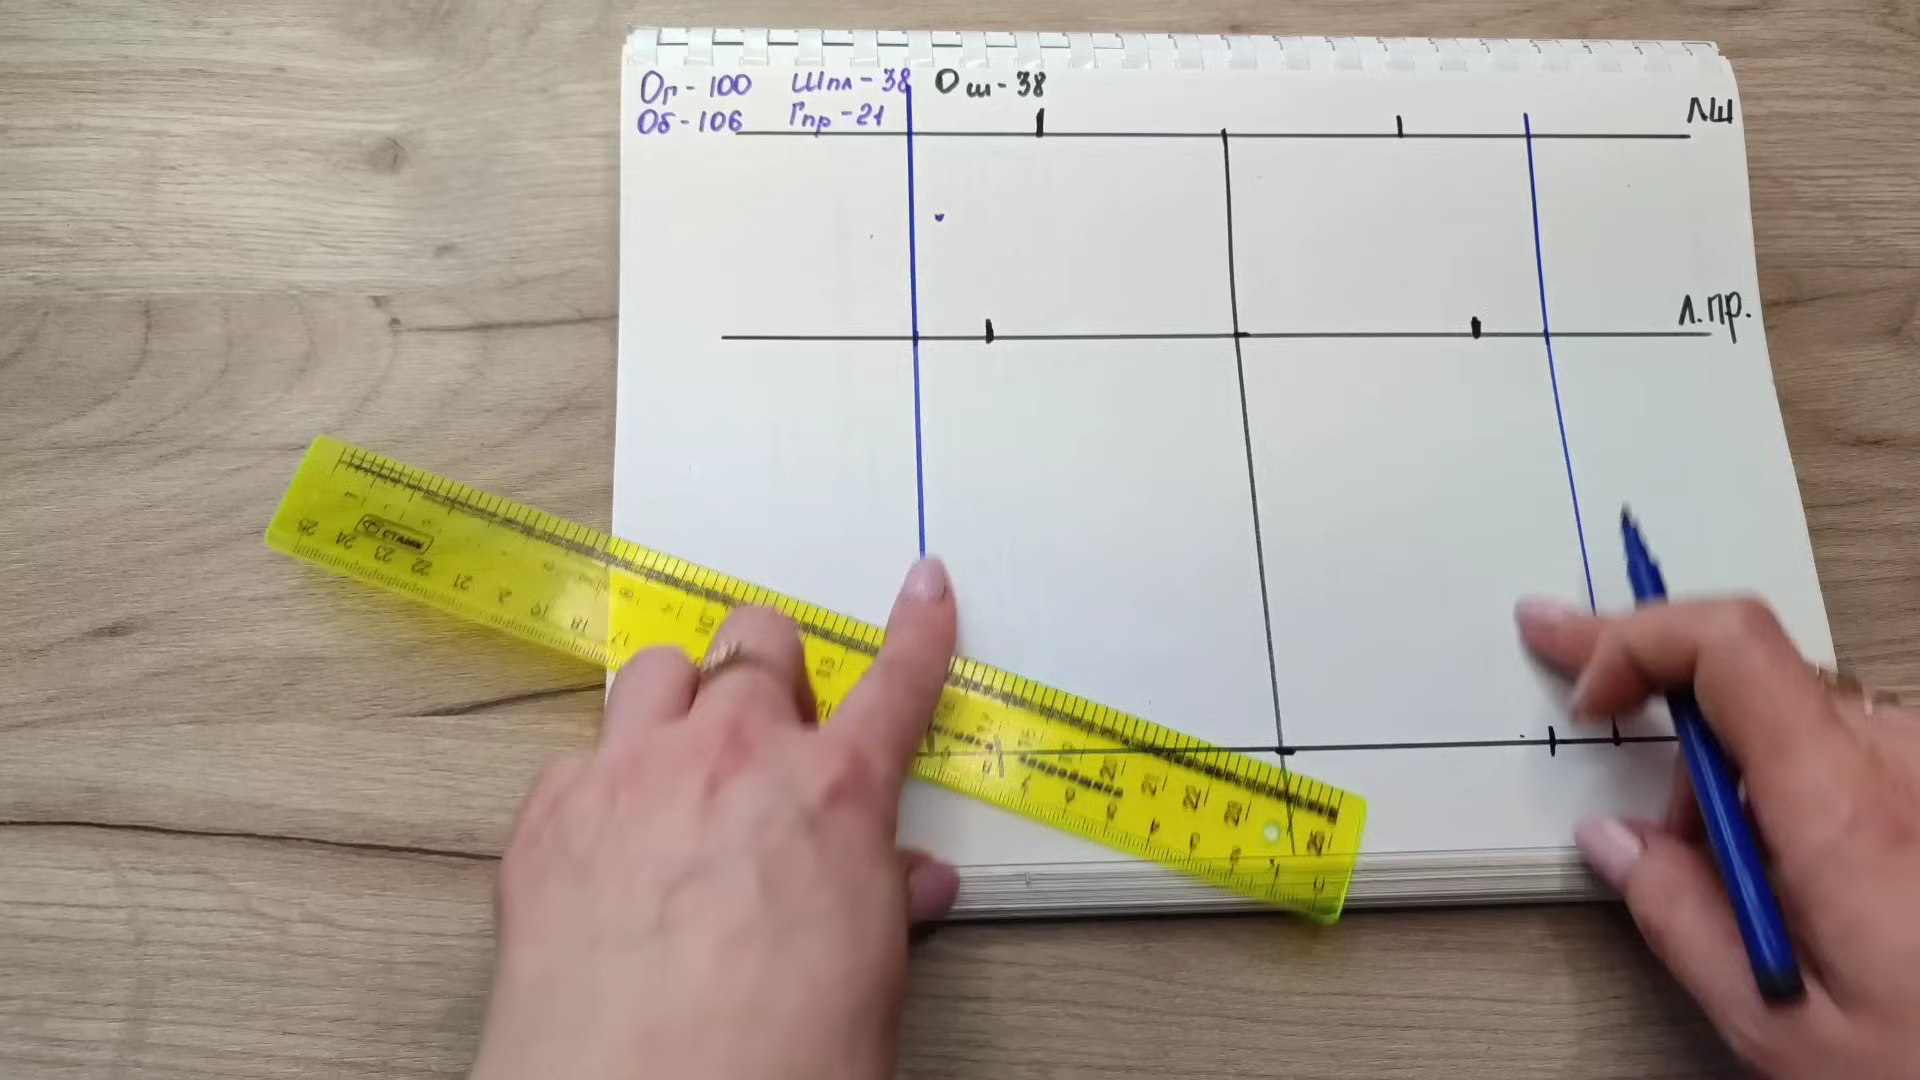 Ог - 100 Шпл - 38 Ош - 38
Об - 106 Гпр - 21
ЛШ
Л.пр.